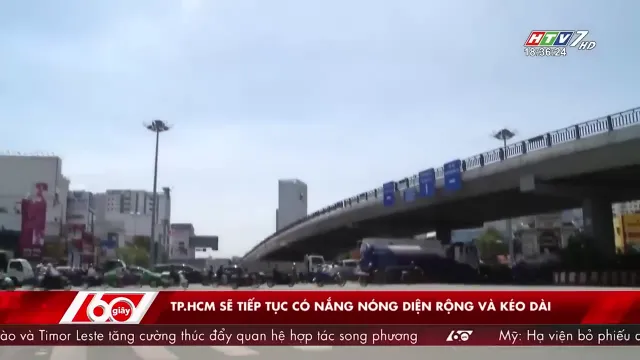 HTV7 HD
18:36:24
60 giây
TP.HCM SẼ TIẾP TỤC CÓ NẮNG NÓNG DIỆN RỘNG VÀ KÉO DÀI
ào và Timor Leste tăng cường thúc đẩy quan hệ hợp tác song phương 60 Mỹ: Hạ viện bỏ phiếu